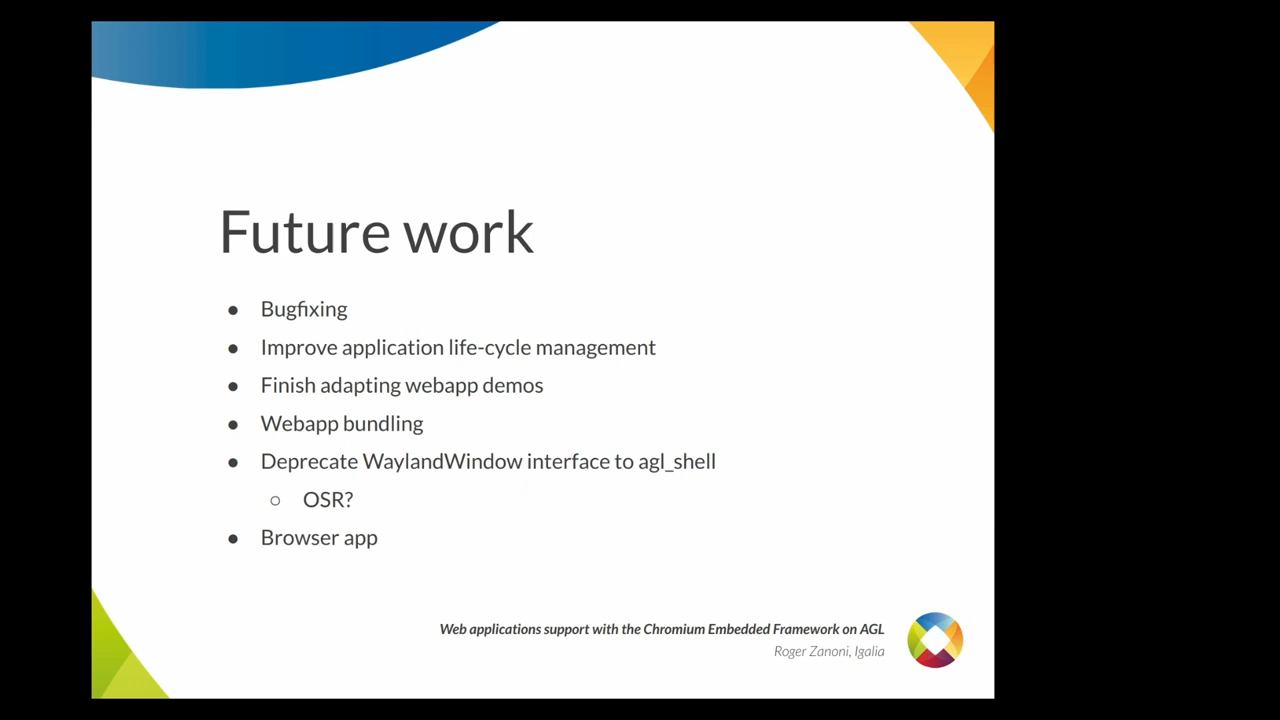 Future work
● Bugfixing
● Improve application life-cycle management
● Finish adapting webapp demos
● Webapp bundling
● Deprecate WaylandWindow interface to agl_shell
○ OSR?
● Browser app
Web applications support with the Chromium Embedded Framework on AGL
Roger Zanoni, Igalia